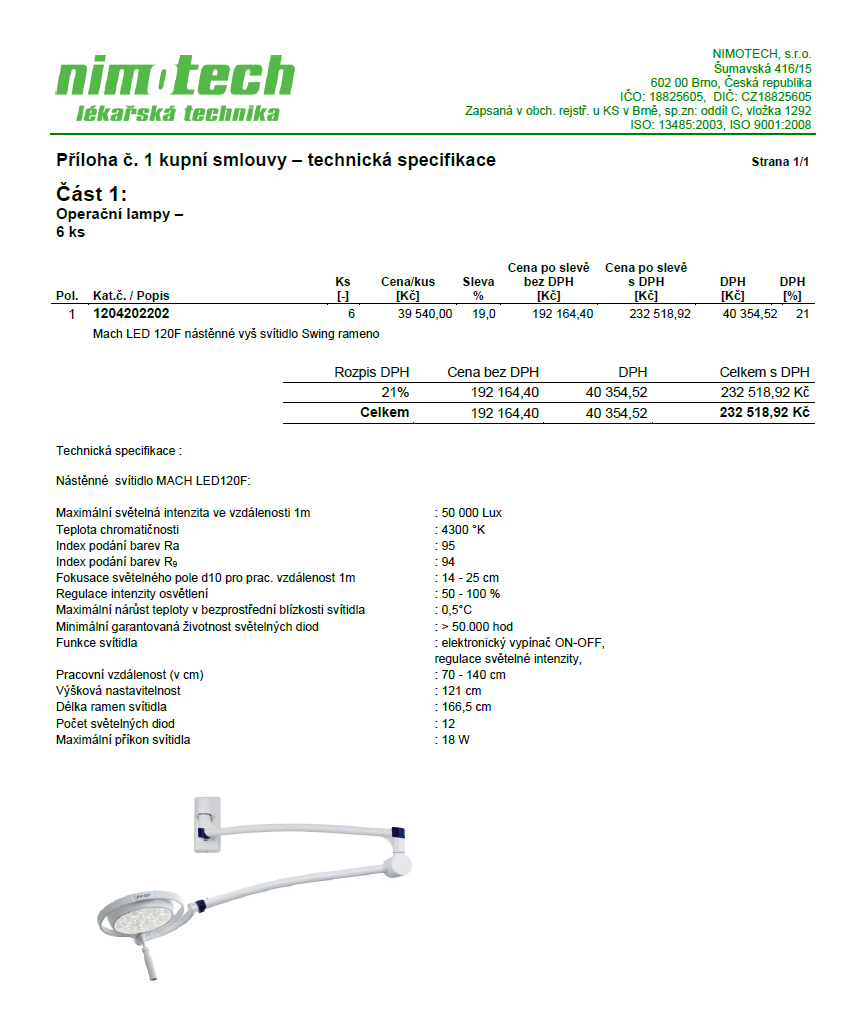 nimotech
lékařská technika
NIMOTECH, s.r.o.
Šumavská 416/15
602 00 Brno, Česká republika
IČO: 18825605, DIČ: CZ18825605
Zapsaná v obch. rejstř. u KS v Brně, sp.zn: oddíl C, vložka 1292
ISO: 13485:2003, ISO 9001:2008
Příloha č. 1 kupní smlouvy – technická specifikace Strana 1/1
Část 1:
Operační lampy –
6 ks
Cena po slevě Cena po slevě
Ks Cena/kus Sleva bez DPH s DPH DPH DPH
Pol. Kat.č. / Popis [-] [Kč] % [Kč] [Kč] [Kč] [%]
1 1204202202 6 39 540,00 19,0 192 164,40 232 518,92 40 354,52 21
Mach LED 120F nástěnné vyš svítidlo Swing rameno
Rozpis DPH Cena bez DPH DPH Celkem s DPH
21% 192 164,40 40 354,52 232 518,92 Kč
Celkem 192 164,40 40 354,52 232 518,92 Kč
Technická specifikace :
Nástěnné svítidlo MACH LED120F:
Maximální světelná intenzita ve vzdálenosti 1m : 50 000 Lux
Teplota chromatičnosti : 4300 °K
Index podání barev Ra : 95
Index podání barev R9 : 94
Fokusace světelného pole d10 pro prac. vzdálenost 1m : 14 - 25 cm
Regulace intenzity osvětlení : 50 - 100 %
Maximální nárůst teploty v bezprostřední blízkosti svítidla : 0,5°C
Minimální garantovaná životnost světelných diod : > 50.000 hod
Funkce svítidla : elektronický vypínač ON-OFF,
regulace světelné intenzity,
Pracovní vzdálenost (v cm) : 70 - 140 cm
Výšková nastavitelnost : 121 cm
Délka ramen svítidla : 166,5 cm
Počet světelných diod : 12
Maximální příkon svítidla : 18 W